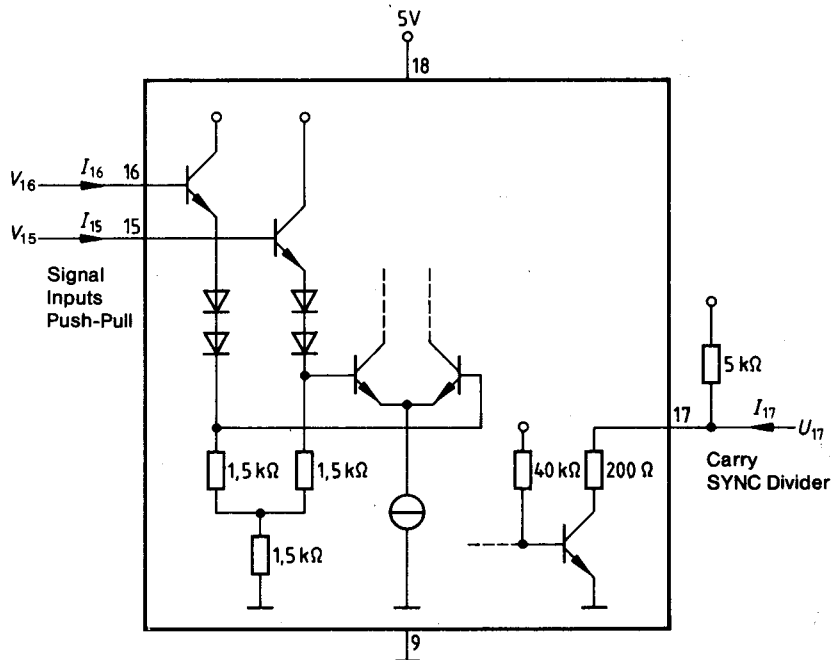 5V
18
V16
I16
16
V15
I15
15
Signal
Inputs
Push-Pull
5 kΩ
17
I17
U17
Carry
SYNC Divider
1,5 kΩ
1,5 kΩ
40 kΩ
200 Ω
1,5 kΩ
9